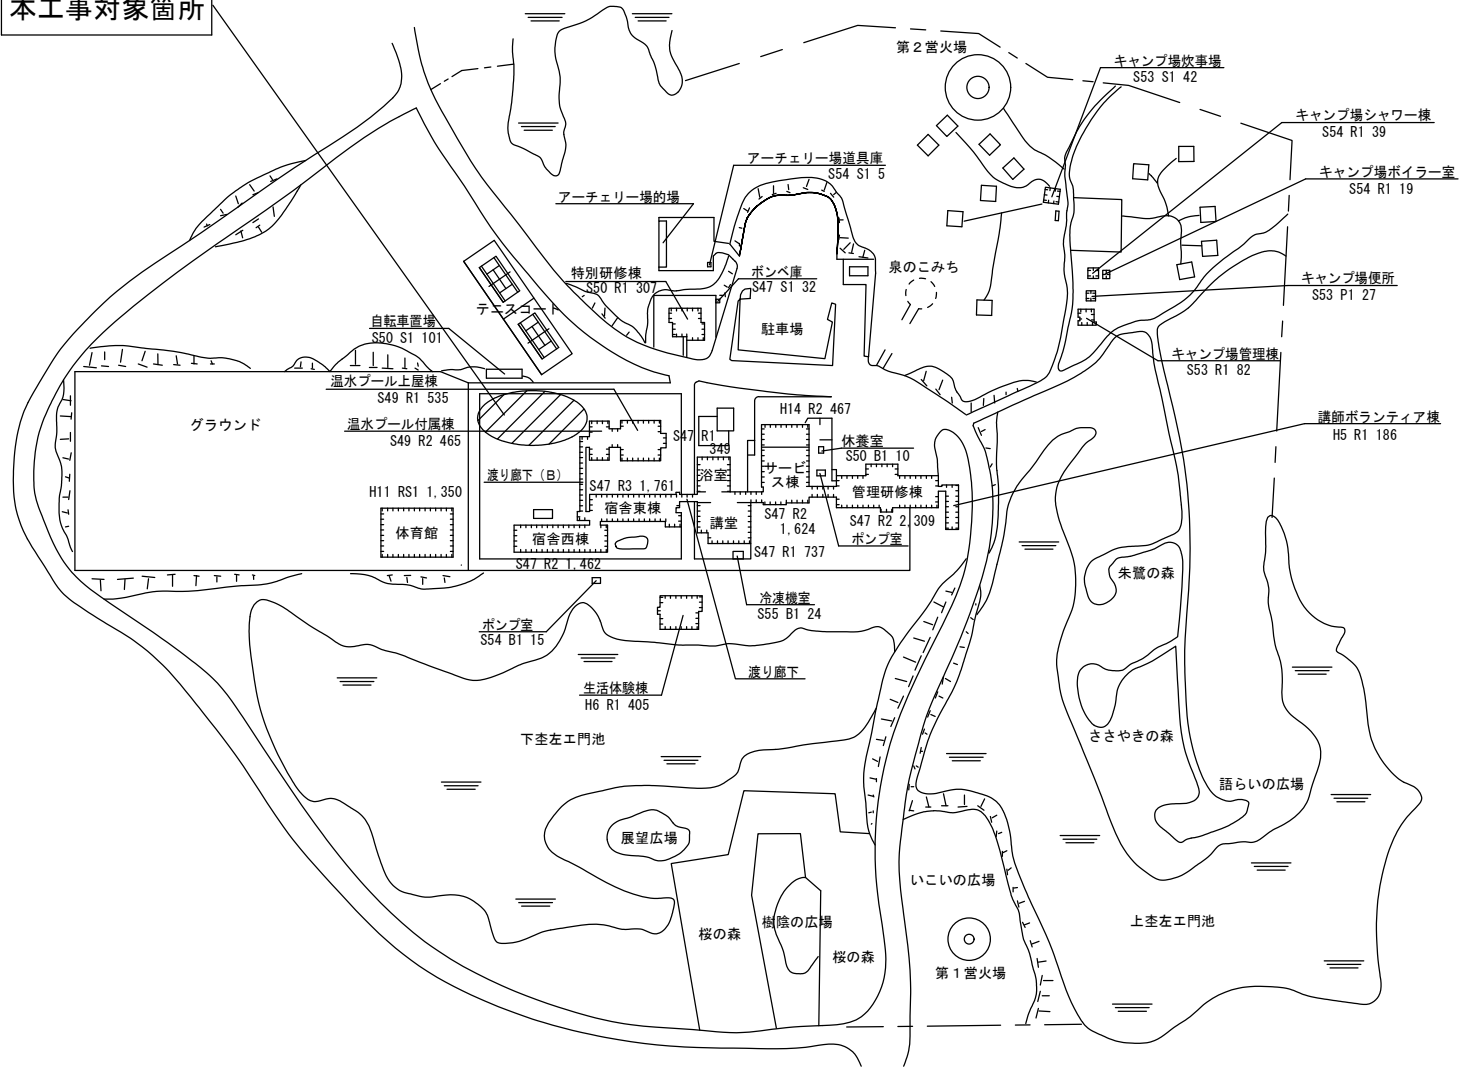 本工事対象箇所
第２営火場
キャンプ場炊事場
S53 S1 42
キャンプ場シャワー棟
S54 R1 39
キャンプ場ボイラー室
S54 R1 19
アーチェリー場道具庫
S54 S1 5
アーチェリー場的場
特別研修棟
S50 R1 307
ボンベ庫
S47 S1 32
泉のこみち
キャンプ場便所
S53 P1 27
テニスコート
自転車置場
S50 S1 101
駐車場
キャンプ場管理棟
S53 R1 82
温水プール上屋棟
S49 R1 535
グラウンド
温水プール付属棟
S49 R2 465
H14 R2 467
S47 R1
349
休養室
S50 B1 10
講師ボランティア棟
H5 R1 186
渡り廊下（B）
浴室
サービ
ス棟
H11 RS1 1,350
S47 R3 1,761
管理研修棟
宿舎東棟
体育館
講堂
S47 R2
1,624
S47 R2 2,309
宿舎西棟
ポンプ室
S47 R1 737
S47 R2 1,462
朱鷺の森
冷凍機室
S55 B1 24
ポンプ室
S54 B1 15
渡り廊下
生活体験棟
H6 R1 405
下杢左エ門池
ささやきの森
語らいの広場
展望広場
いこいの広場
樹陰の広場
桜の森
上杢左エ門池
桜の森
第１営火場